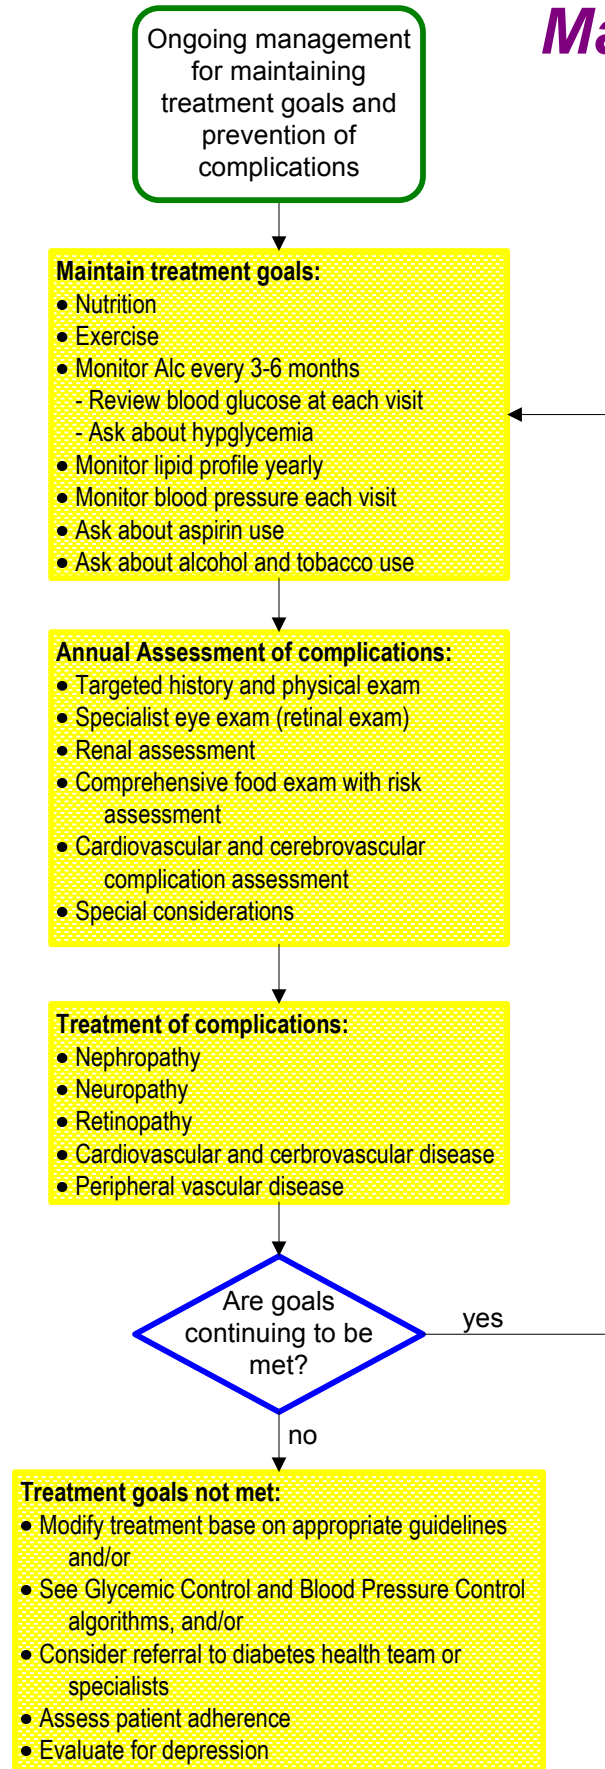 Ma
Ongoing management
for maintaining
treatment goals and
prevention of
complications
Maintain treatment goals:
● Nutrition
● Exercise
● Monitor Alc every 3-6 months
- Review blood glucose at each visit
- Ask about hypglycemia
● Monitor lipid profile yearly
● Monitor blood pressure each visit
● Ask about aspirin use
● Ask about alcohol and tobacco use
Annual Assessment of complications:
● Targeted history and physical exam
● Specialist eye exam (retinal exam)
● Renal assessment
● Comprehensive food exam with risk
assessment
● Cardiovascular and cerebrovascular
complication assessment
● Special considerations
Treatment of complications:
● Nephropathy
● Neuropathy
● Retinopathy
● Cardiovascular and cerbrovascular disease
● Peripheral vascular disease
Are goals
continuing to be
met?
yes
no
Treatment goals not met:
● Modify treatment base on appropriate guidelines
and/or
● See Glycemic Control and Blood Pressure Control
algorithms, and/or
● Consider referral to diabetes health team or
specialists
● Assess patient adherence
● Evaluate for depression